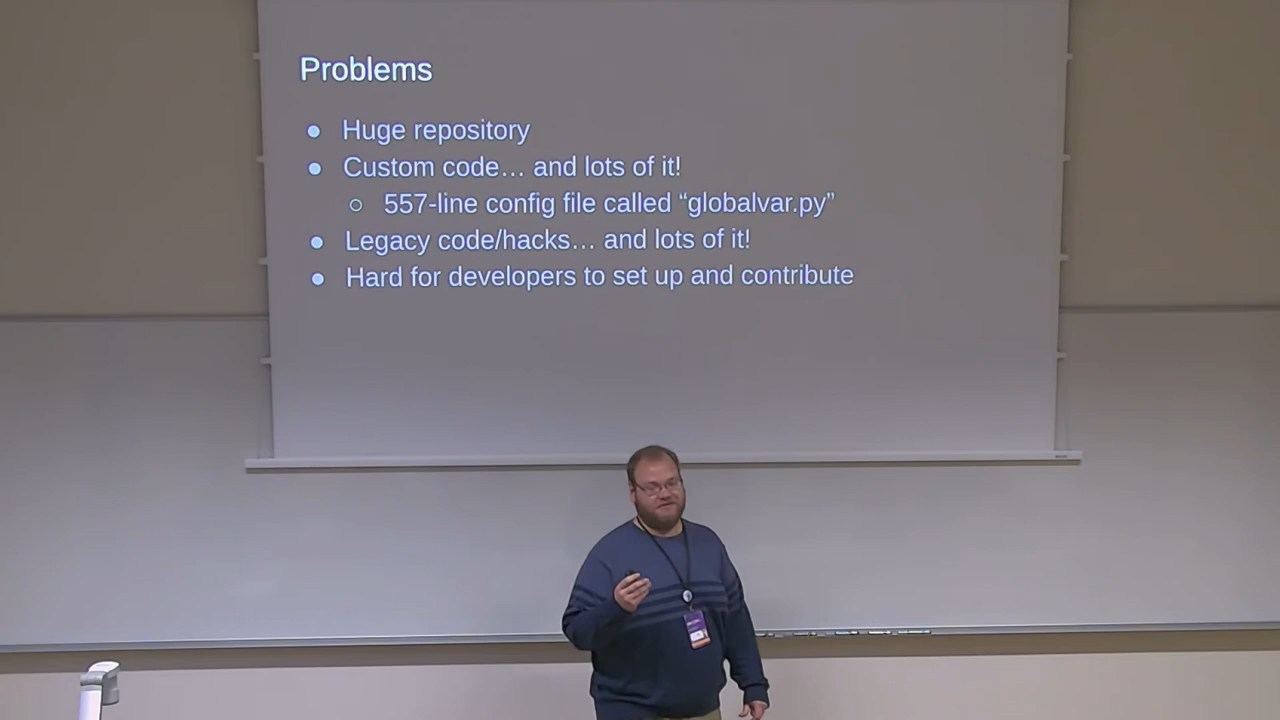 Problems
● Huge repository
● Custom code… and lots of it!
○ 557-line config file called “globalvar.py”
● Legacy code/hacks… and lots of it!
● Hard for developers to set up and contribute